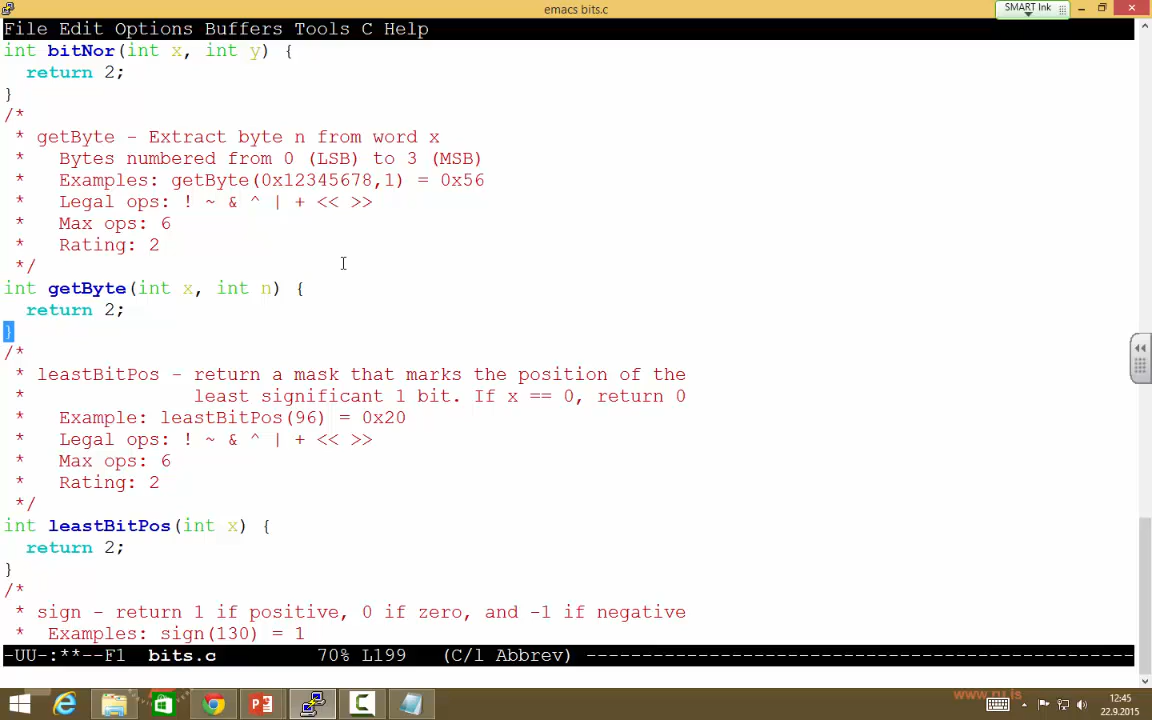 emacs bits.c
SMART Ink
File Edit Options Buffers Tools C Help
int bitNor(int x, int y) {
  return 2;
}
/*
 * getByte - Extract byte n from word x
 *   Bytes numbered from 0 (LSB) to 3 (MSB)
 *   Examples: getByte(0x12345678,1) = 0x56
 *   Legal ops: ! ~ & ^ | + << >>
 *   Max ops: 6
 *   Rating: 2
 */
int getByte(int x, int n) {
  return 2;
}
/*
 * leastBitPos - return a mask that marks the position of the
 *               least significant 1 bit. If x == 0, return 0
 *   Example: leastBitPos(96) = 0x20
 *   Legal ops: ! ~ & ^ | + << >>
 *   Max ops: 6
 *   Rating: 2
 */
int leastBitPos(int x) {
  return 2;
}
/*
 * sign - return 1 if positive, 0 if zero, and -1 if negative
 *  Examples: sign(130) = 1
-UU-:**--F1  bits.c         70% L199   (C/l Abbrev) --------------------------------------------------
www.nr.is
12:45
22.9.2015